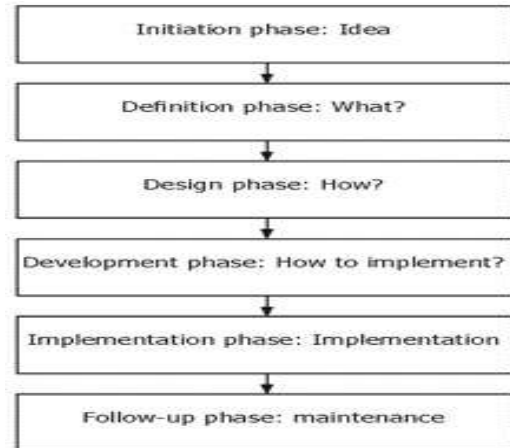 Initiation phase: Idea
Definition phase: What?
Design phase: How?
Development phase: How to implement?
Implementation phase: Implementation
Follow-up phase: maintenance